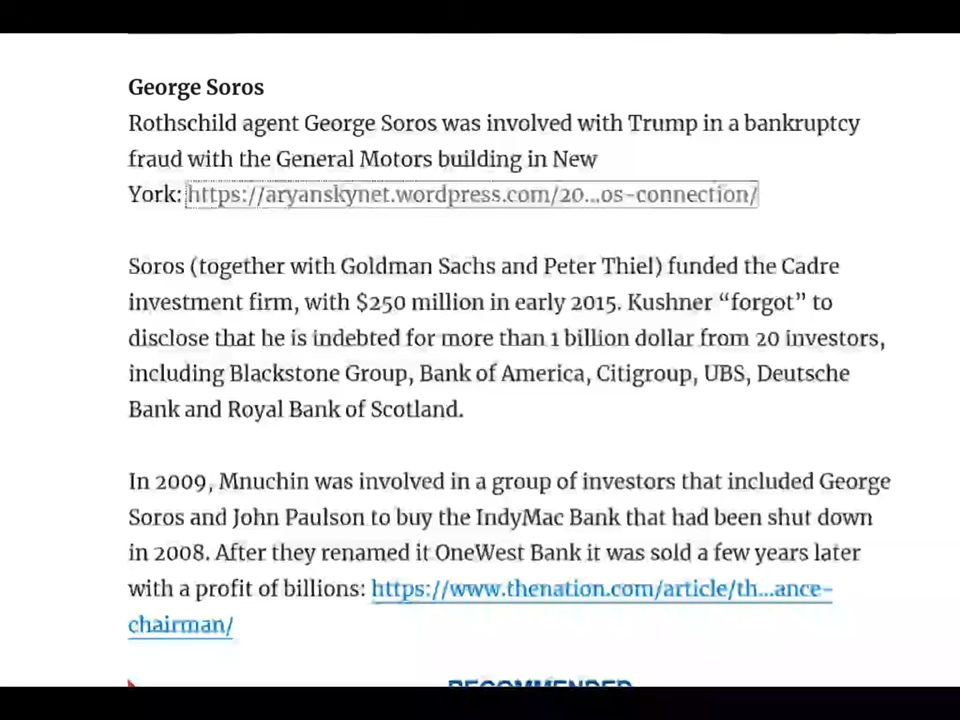 George Soros
Rothschild agent George Soros was involved with Trump in a bankruptcy
fraud with the General Motors building in New
York: https://aryanskynet.wordpress.com/20...os-connection/
Soros (together with Goldman Sachs and Peter Thiel) funded the Cadre
investment firm, with $250 million in early 2015. Kushner “forgot” to
disclose that he is indebted for more than 1 billion dollar from 20 investors,
including Blackstone Group, Bank of America, Citigroup, UBS, Deutsche
Bank and Royal Bank of Scotland.
In 2009, Mnuchin was involved in a group of investors that included George
Soros and John Paulson to buy the IndyMac Bank that had been shut down
in 2008. After they renamed it OneWest Bank it was sold a few years later
with a profit of billions: https://www.thenation.com/article/th...ance-
chairman/
RECOMMENDED